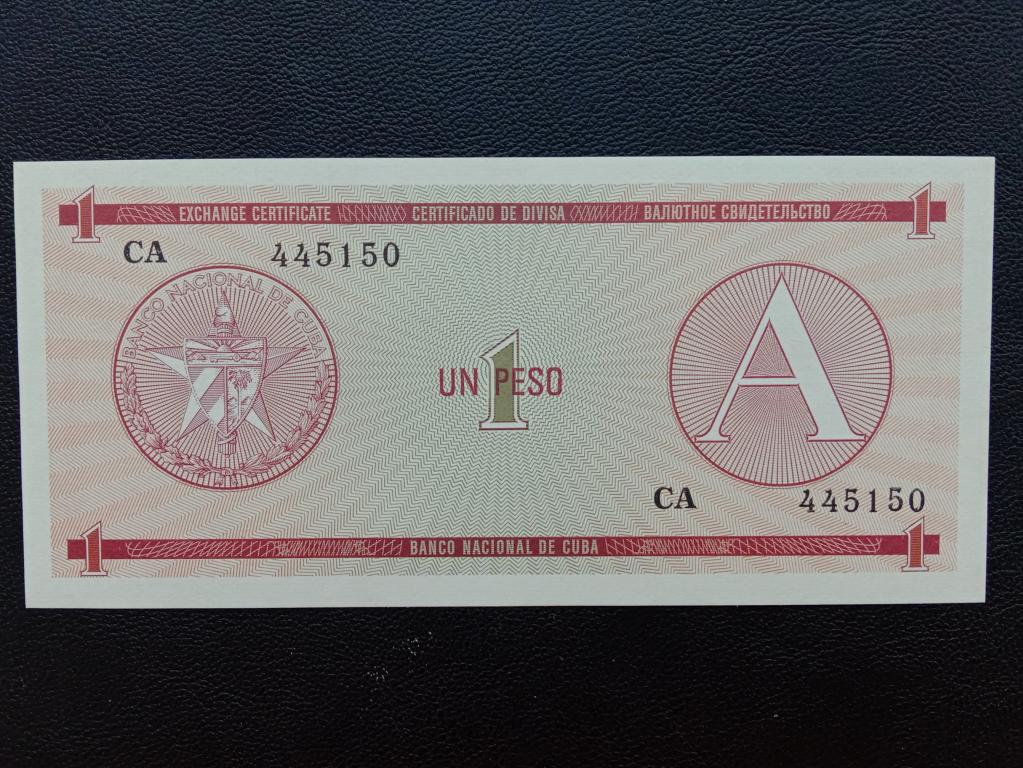 1 EXCHANGE CERTIFICATE CERTIFICADO DE DIVISA ВАЛЮТНОЕ СВИДЕТЕЛЬСТВО 1
CA 445150
BANCO NACIONAL DE CUBA
UN PESO
1
A
CA 445150
1 BANCO NACIONAL DE CUBA 1